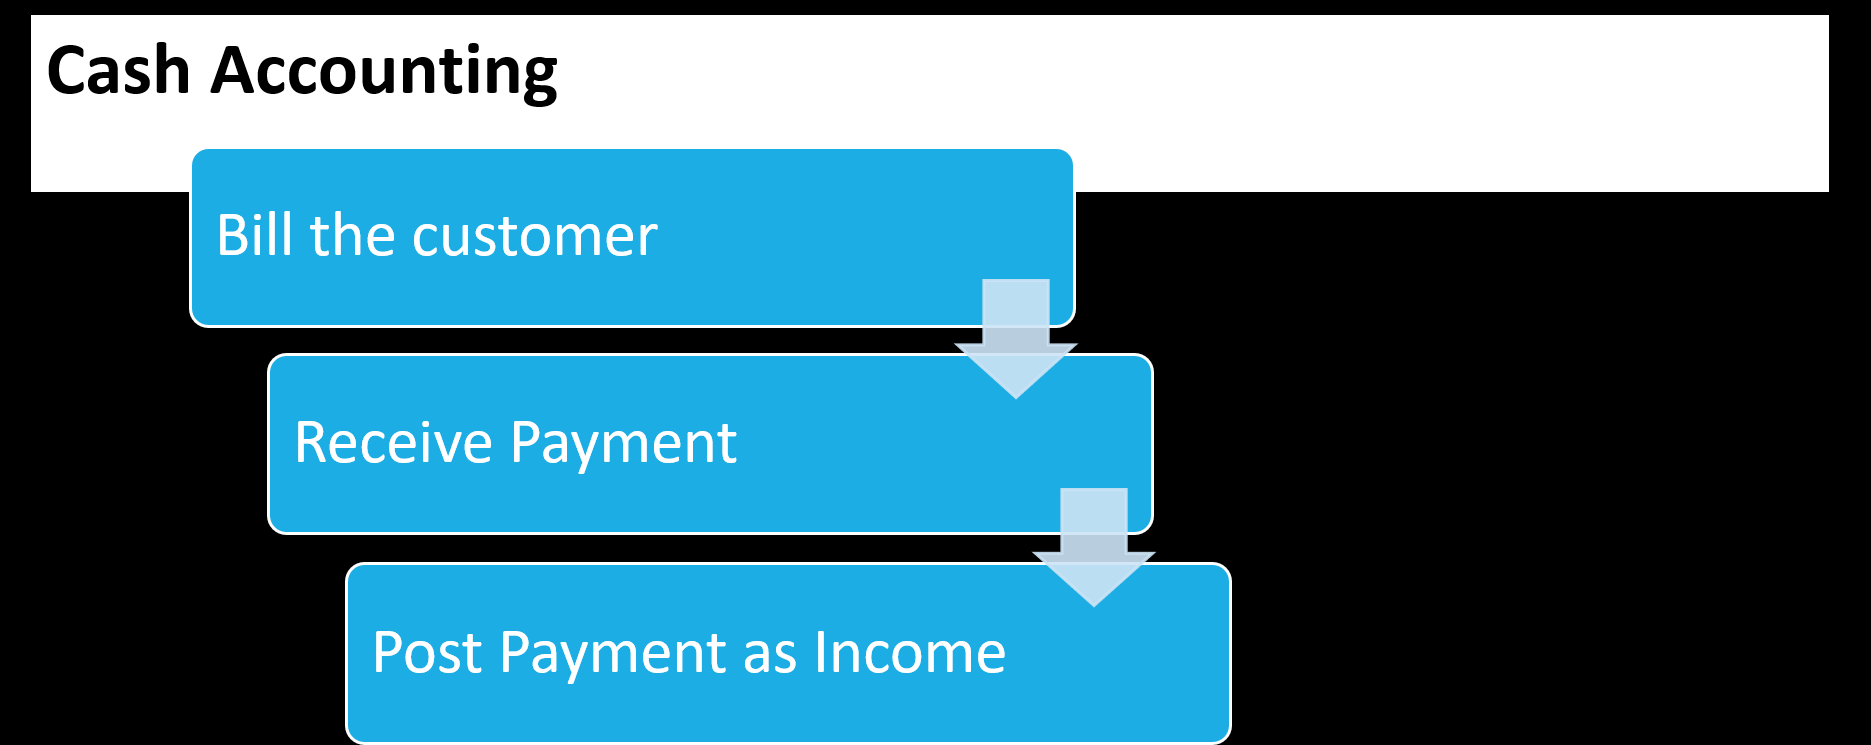 Cash Accounting
Bill the customer
Receive Payment
Post Payment as Income